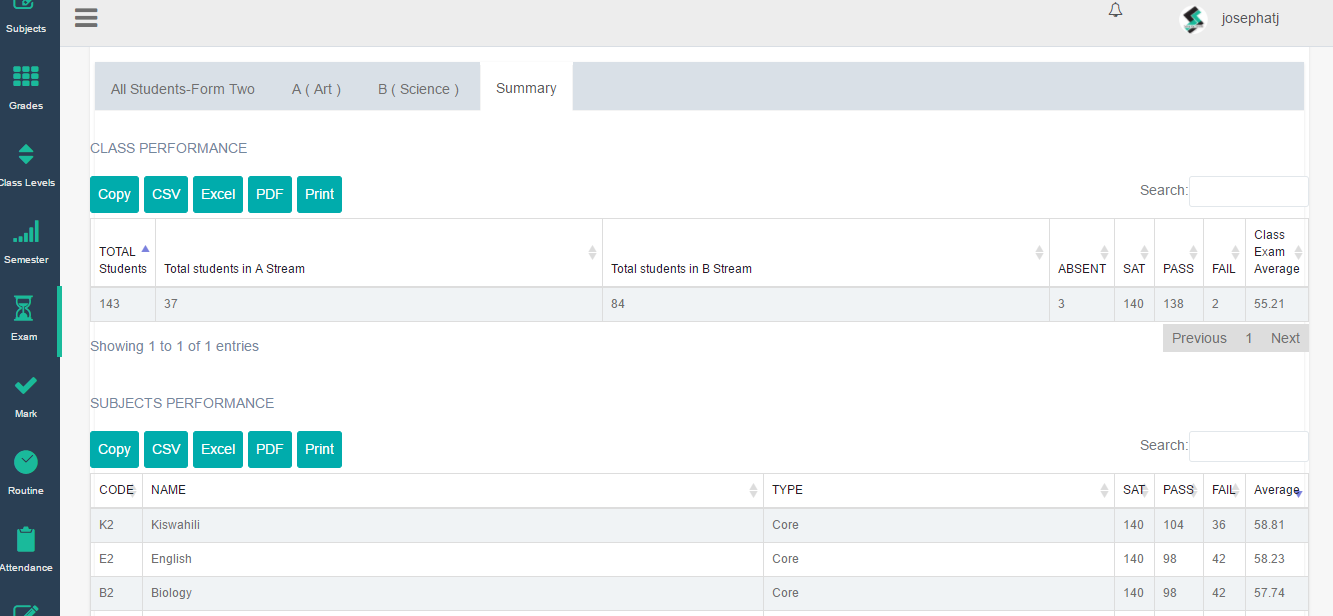 josephatj
Subjects
Grades
Class Levels
Semester
Exam
Mark
Routine
Attendance
All Students-Form Two A ( Art ) B ( Science ) Summary
CLASS PERFORMANCE
Copy CSV Excel PDF Print
Search:
TOTAL Students Total students in A Stream Total students in B Stream ABSENT SAT PASS FAIL Class Exam Average
143 37 84 3 140 138 2 55.21
Showing 1 to 1 of 1 entries
Previous 1 Next
SUBJECTS PERFORMANCE
Copy CSV Excel PDF Print
Search:
CODE NAME TYPE SAT PASS FAIL Average
K2 Kiswahili Core 140 104 36 58.81
E2 English Core 140 98 42 58.23
B2 Biology Core 140 98 42 57.74